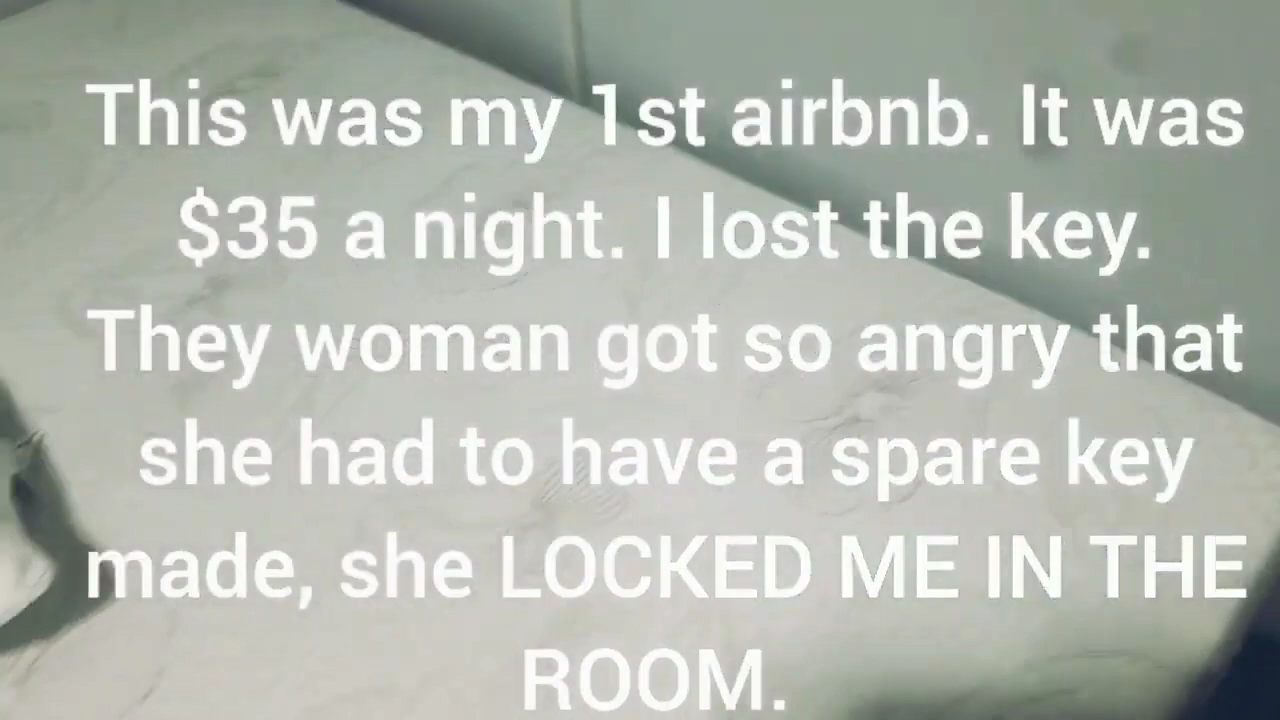 This was my 1st airbnb. It was
$35 a night. I lost the key.
They woman got so angry that
she had to have a spare key
made, she LOCKED ME IN THE
ROOM.